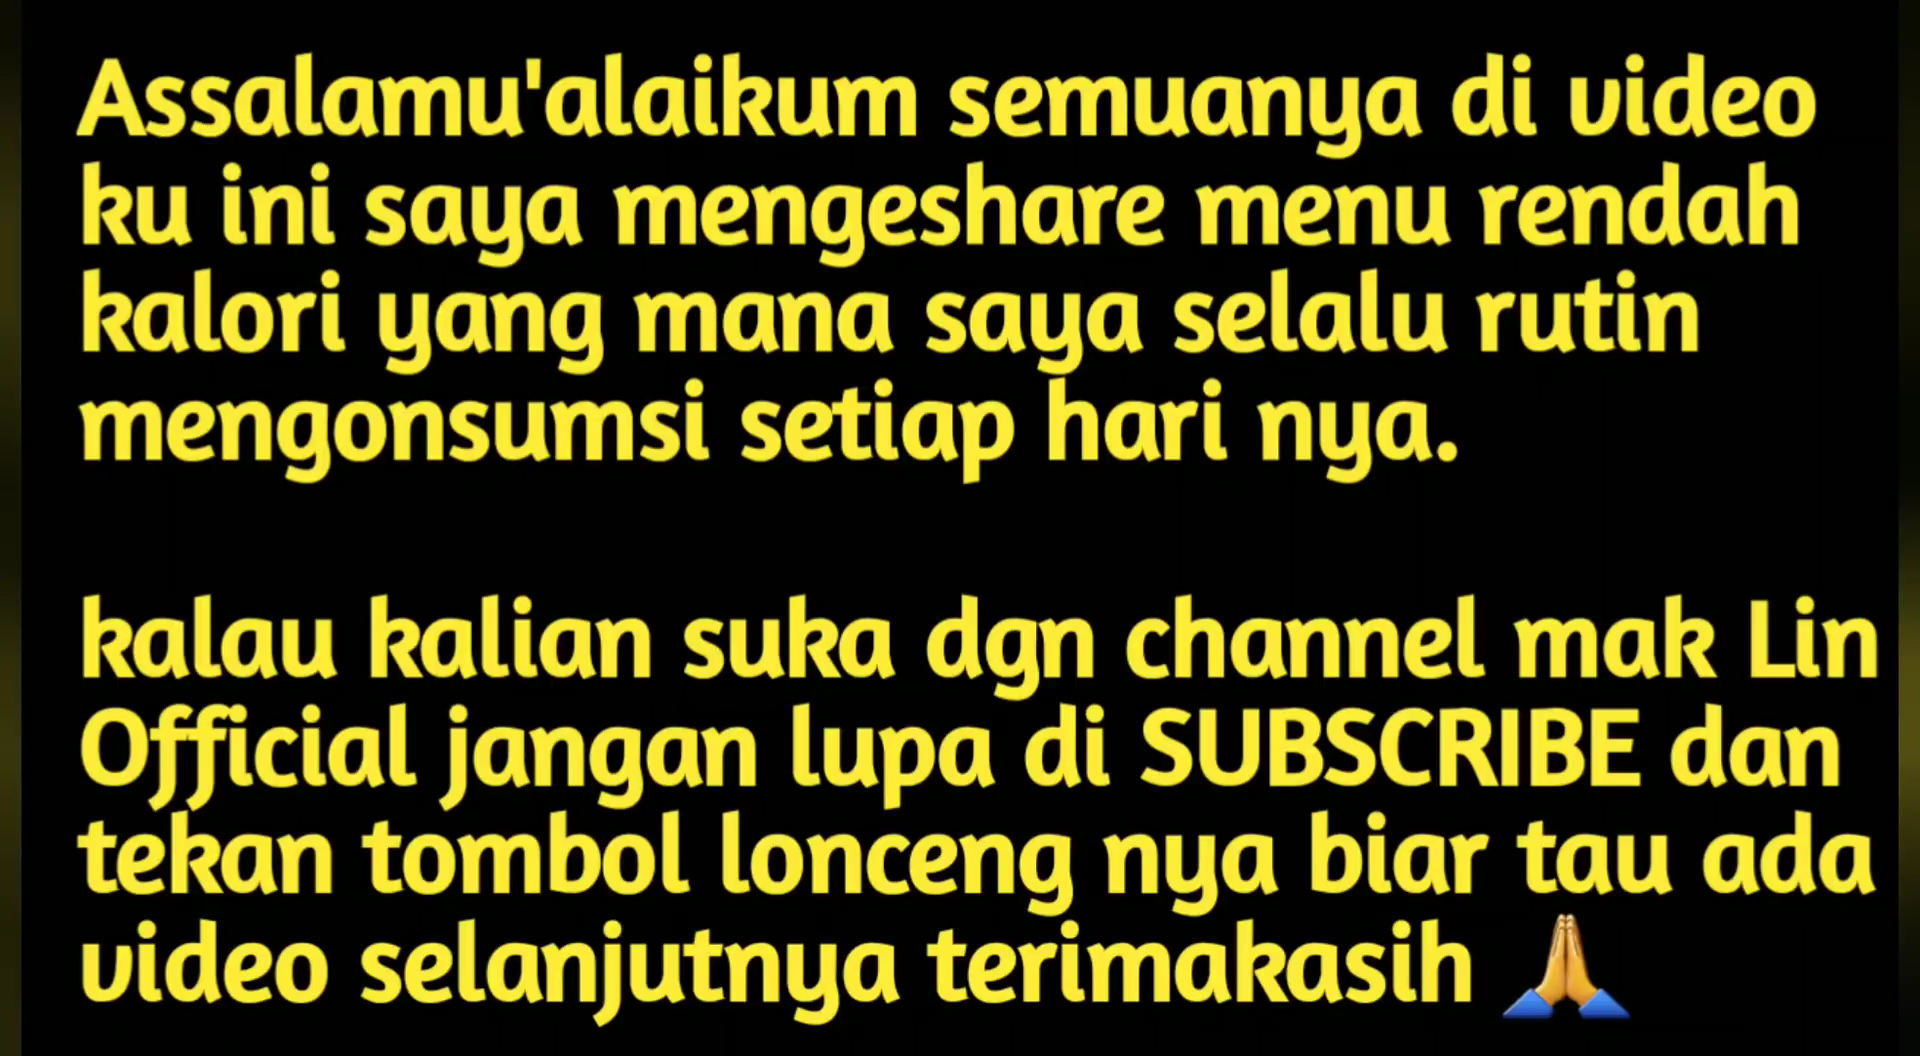 Assalamu'alaikum semuanya di video
ku ini saya mengeshare menu rendah
kalori yang mana saya selalu rutin
mengonsumsi setiap hari nya.
kalau kalian suka dgn channel mak Lin
Official jangan lupa di SUBSCRIBE dan
tekan tombol lonceng nya biar tau ada
video selanjutnya terimakasih 🙏